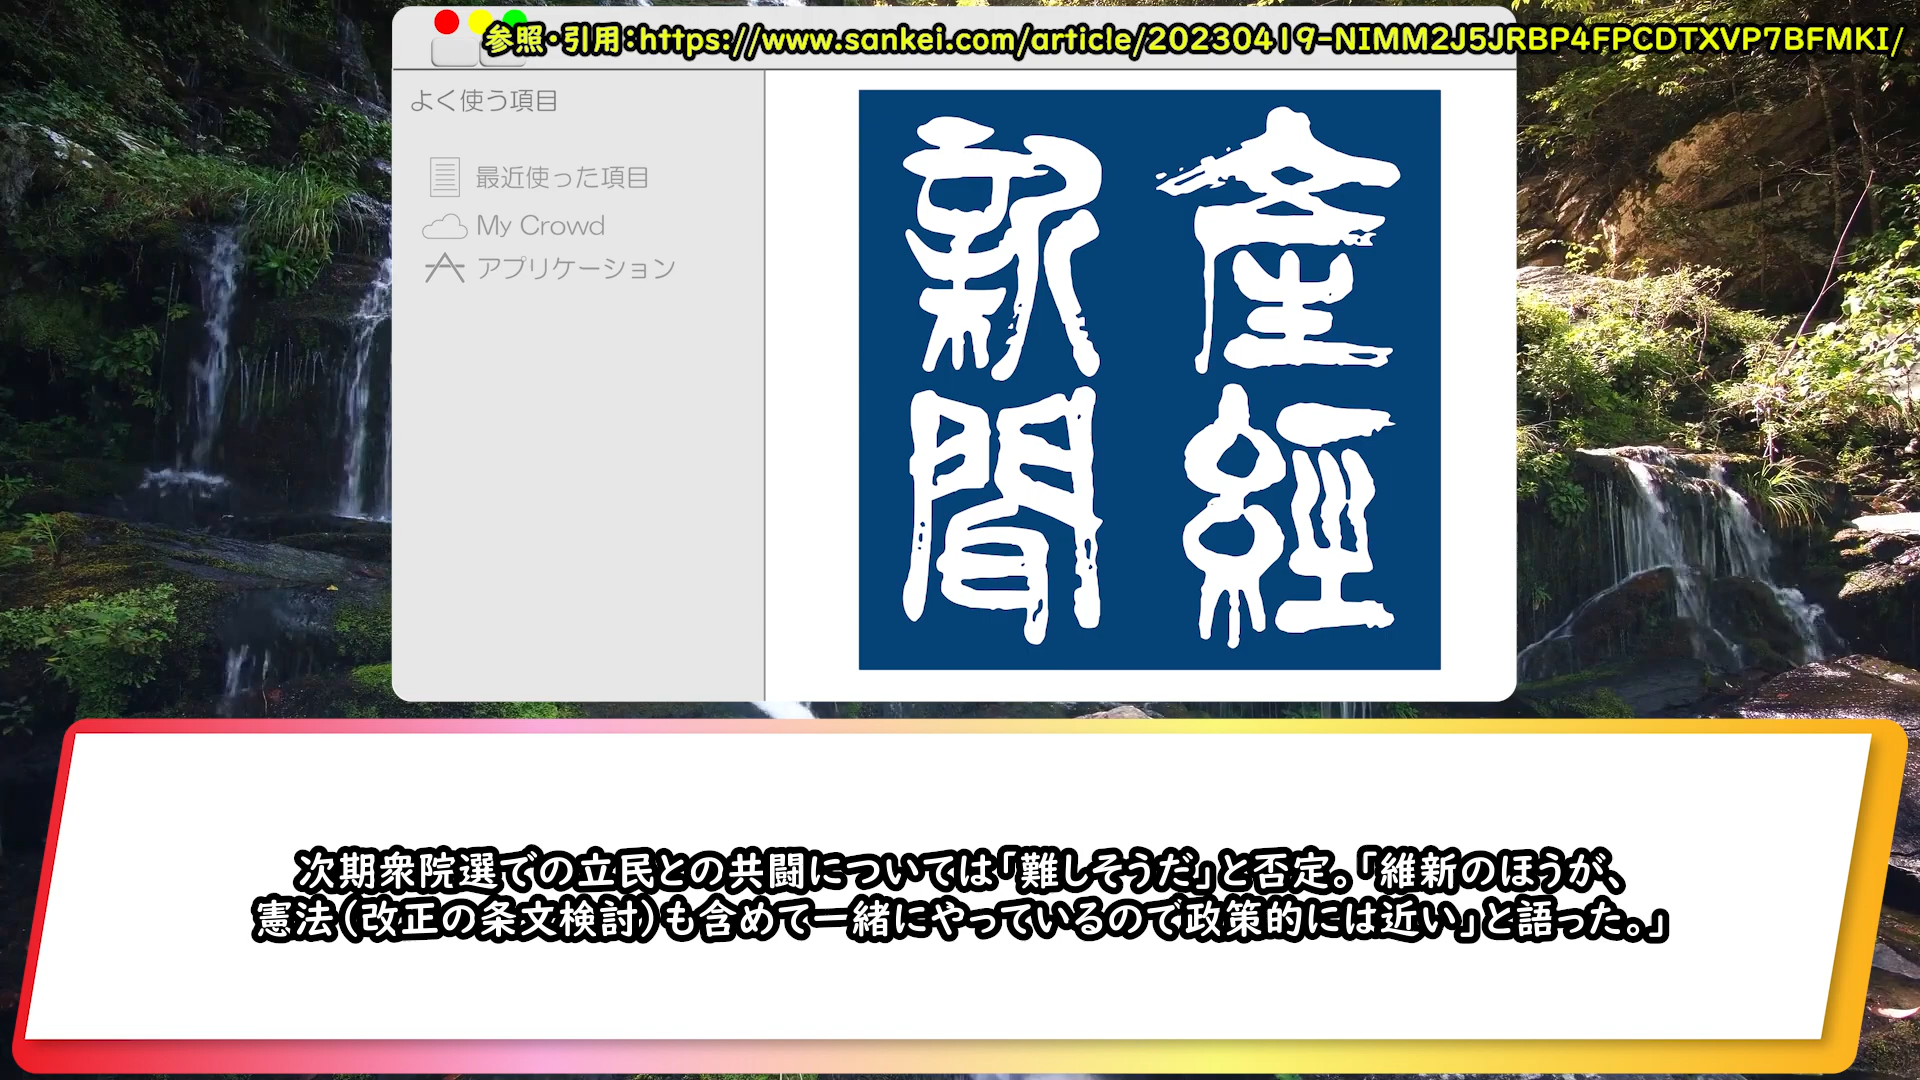 参照・引用：https://www.sankei.com/article/20230419-NIMM2J5JRBP4FPCDTXVP7BFMKI/
よく使う項目
最近使った項目
My Crowd
アプリケーション
産經
新聞
次期衆院選での立民との共闘については「難しそうだ」と否定。「維新のほうが、
憲法（改正の条文検討）も含めて一緒にやっているので政策的には近い」と語った。」